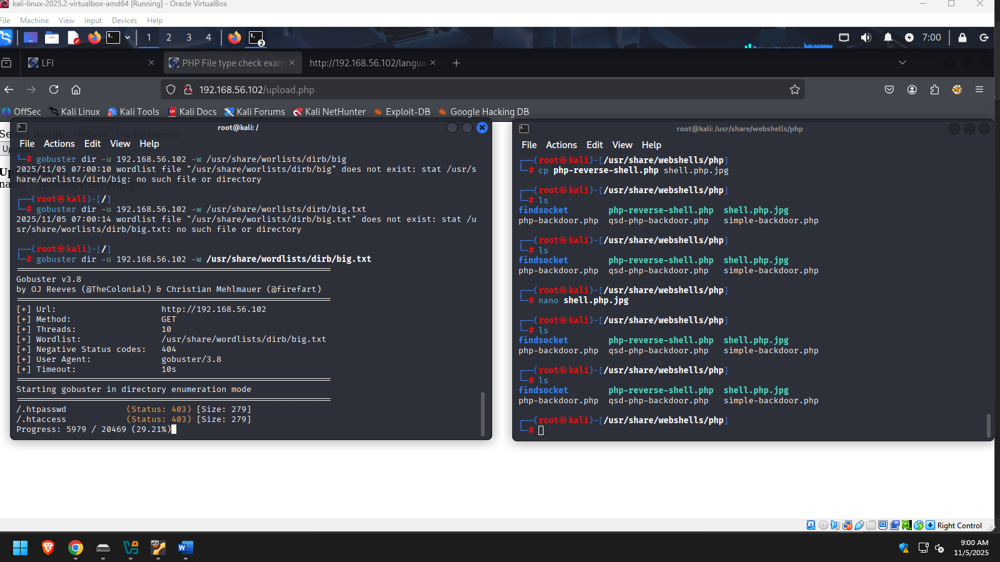 kali-linux-2025.2-virtualbox-amd64 [Running] - Oracle VirtualBox
File Machine View Input Devices Help
1 2 3 4 2 7:00
LFI PHP File type check exam http://192.168.56.102/langua
192.168.56.102/upload.php
OffSec Kali Linux Kali Tools Kali Docs Kali Forums Kali NetHunter Exploit-DB Google Hacking DB
Select image : Browse... No file selected.
root@kali: /
File Actions Edit View Help
└─# gobuster dir -u 192.168.56.102 -w /usr/share/worlists/dirb/big
2025/11/05 07:00:10 wordlist file "/usr/share/worlists/dirb/big" does not exist: stat /usr/s
hare/worlists/dirb/big: no such file or directory
name : uploads/shell.php.jpg
┌──(root㉿kali)-[/]
└─# gobuster dir -u 192.168.56.102 -w /usr/share/worlists/dirb/big.txt
2025/11/05 07:00:14 wordlist file "/usr/share/worlists/dirb/big.txt" does not exist: stat /u
sr/share/worlists/dirb/big.txt: no such file or directory
┌──(root㉿kali)-[/]
└─# gobuster dir -u 192.168.56.102 -w /usr/share/wordlists/dirb/big.txt
===============================================================
Gobuster v3.8
by OJ Reeves (@TheColonial) & Christian Mehlmauer (@firefart)
===============================================================
[+] Url: http://192.168.56.102
[+] Method: GET
[+] Threads: 10
[+] Wordlist: /usr/share/wordlists/dirb/big.txt
[+] Negative Status codes: 404
[+] User Agent: gobuster/3.8
[+] Timeout: 10s
===============================================================
Starting gobuster in directory enumeration mode
===============================================================
/.htpasswd (Status: 403) [Size: 279]
/.htaccess (Status: 403) [Size: 279]
Progress: 5979 / 20469 (29.21%)
root@kali: /usr/share/webshells/php
File Actions Edit View Help
┌──(root㉿kali)-[/usr/share/webshells/php]
└─# cp php-reverse-shell.php shell.php.jpg
┌──(root㉿kali)-[/usr/share/webshells/php]
└─# ls
findsocket php-reverse-shell.php shell.php.jpg
php-backdoor.php qsd-php-backdoor.php simple-backdoor.php
┌──(root㉿kali)-[/usr/share/webshells/php]
└─# ls
findsocket php-reverse-shell.php shell.php.jpg
php-backdoor.php qsd-php-backdoor.php simple-backdoor.php
┌──(root㉿kali)-[/usr/share/webshells/php]
└─# nano shell.php.jpg
┌──(root㉿kali)-[/usr/share/webshells/php]
└─# ls
findsocket php-reverse-shell.php shell.php.jpg
php-backdoor.php qsd-php-backdoor.php simple-backdoor.php
┌──(root㉿kali)-[/usr/share/webshells/php]
└─# ls
findsocket php-reverse-shell.php shell.php.jpg
php-backdoor.php qsd-php-backdoor.php simple-backdoor.php
┌──(root㉿kali)-[/usr/share/webshells/php]
└─#
Right Control
9:00 AM
11/5/2025